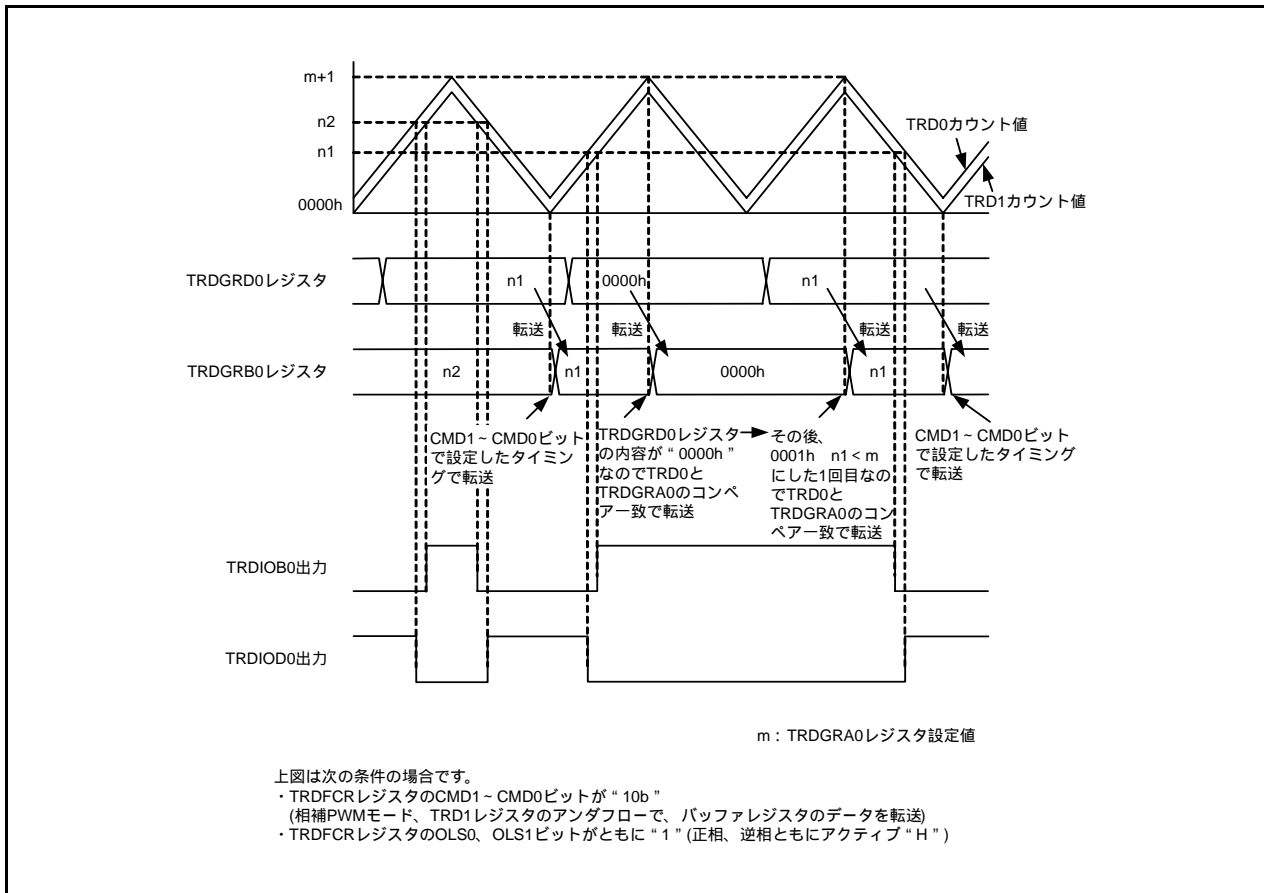 m+1
n2
n1
0000h
TRD0カウント値
TRD1カウント値
TRDGRD0レジスタ
n1
0000h
n1
転送
転送
転送
転送
TRDGRB0レジスタ
n2
n1
0000h
n1
CMD1~CMD0ビット
で設定したタイミン
グで転送
TRDGRD0レジスタ
の内容が“0000h”
なのでTRD0と
TRDGRA0のコンペ
アー致で転送
その後、
0001h n1<m
にした1回目なの
でTRD0と
TRDGRA0のコン
ペアー致で転送
CMD1~CMD0ビット
で設定したタイミング
で転送
TRDIOB0出力
TRDIOD0出力
m:TRDGRA0レジスタ設定値
上図は次の条件の場合です。
・TRDFCRレジスタのCMD1~CMD0ビットが“10b”
(相補PWMモード、TRD1レジスタのアンダフローで、バッファレジスタのデータを転送)
・TRDFCRレジスタのOLS0、OLS1ビットがともに“1”(正相、逆相ともにアクティブ“H”)